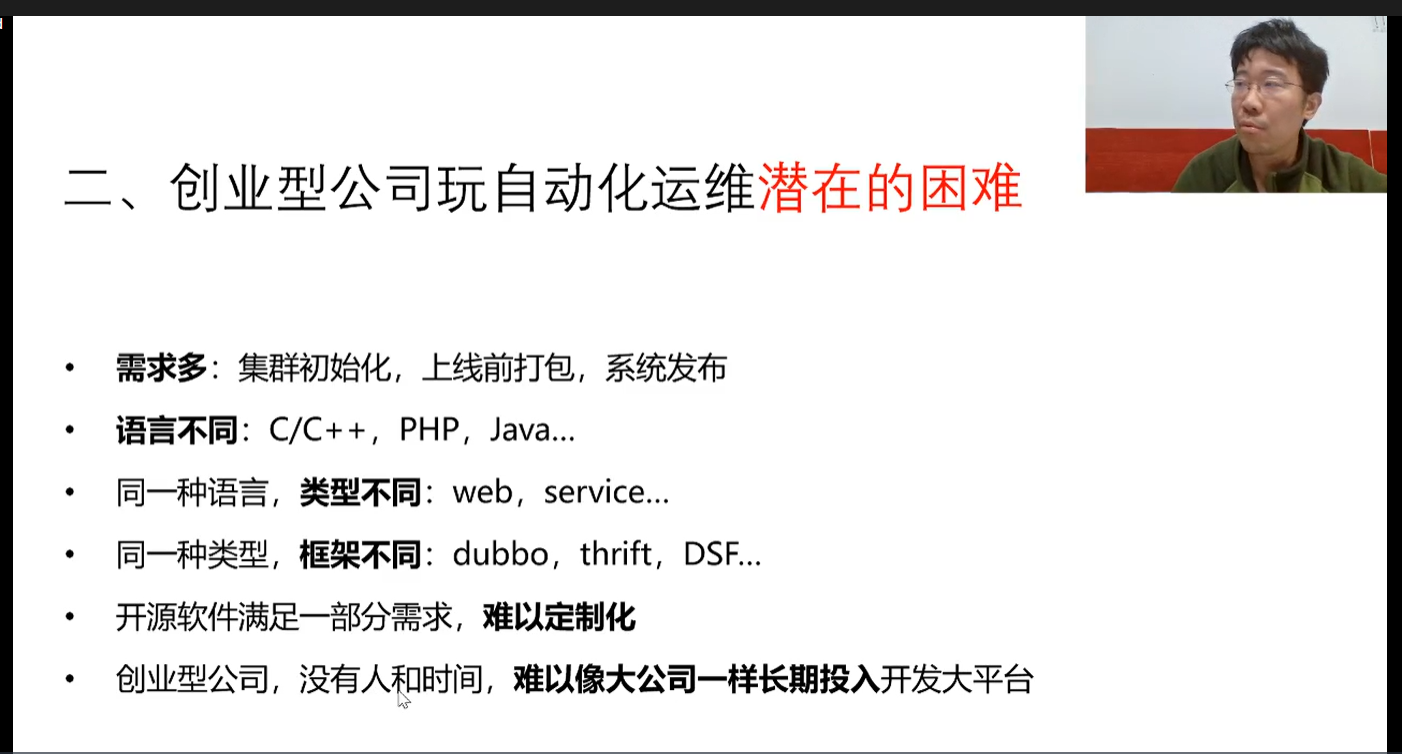 二、创业型公司玩自动化运维潜在的困难
• 需求多：集群初始化，上线前打包，系统发布
• 语言不同：C/C++，PHP，Java...
• 同一种语言，类型不同：web，service...
• 同一种类型，框架不同：dubbo，thrift，DSF...
• 开源软件满足一部分需求，难以定制化
• 创业型公司，没有人和时间，难以像大公司一样长期投入开发大平台